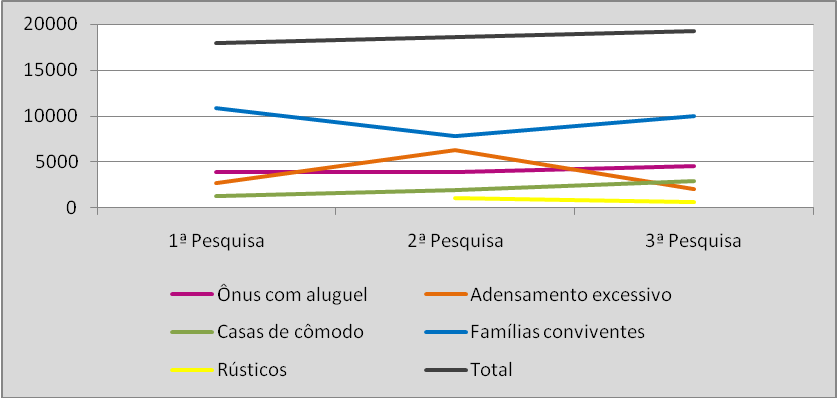 20000
15000
10000
5000
0
1ª Pesquisa 2ª Pesquisa 3ª Pesquisa
Ônus com aluguel Adensamento excessivo
Casas de cômodo Famílias conviventes
Rústicos Total